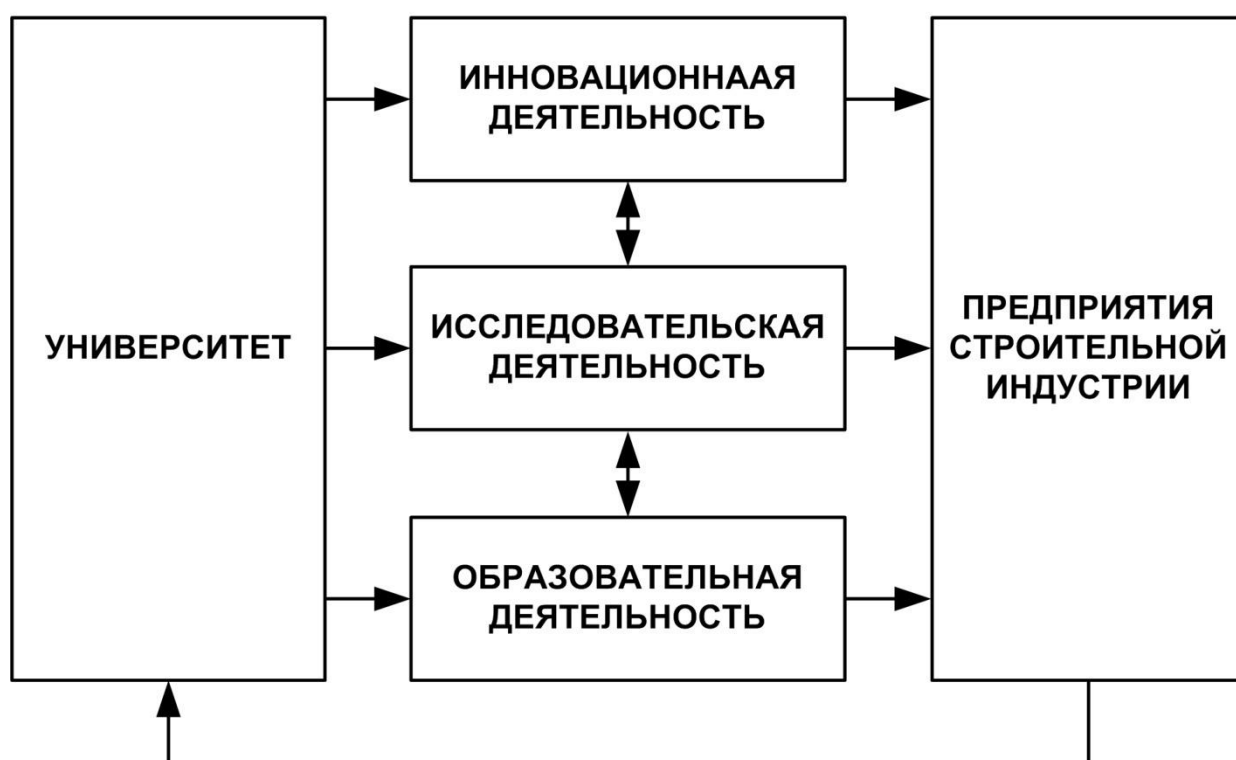 ИННОВАЦИОННААЯ
ДЕЯТЕЛЬНОСТЬ
УНИВЕРСИТЕТ
ИССЛЕДОВАТЕЛЬСКАЯ
ДЕЯТЕЛЬНОСТЬ
ПРЕДПРИЯТИЯ
СТРОИТЕЛЬНОЙ
ИНДУСТРИИ
ОБРАЗОВАТЕЛЬНАЯ
ДЕЯТЕЛЬНОСТЬ